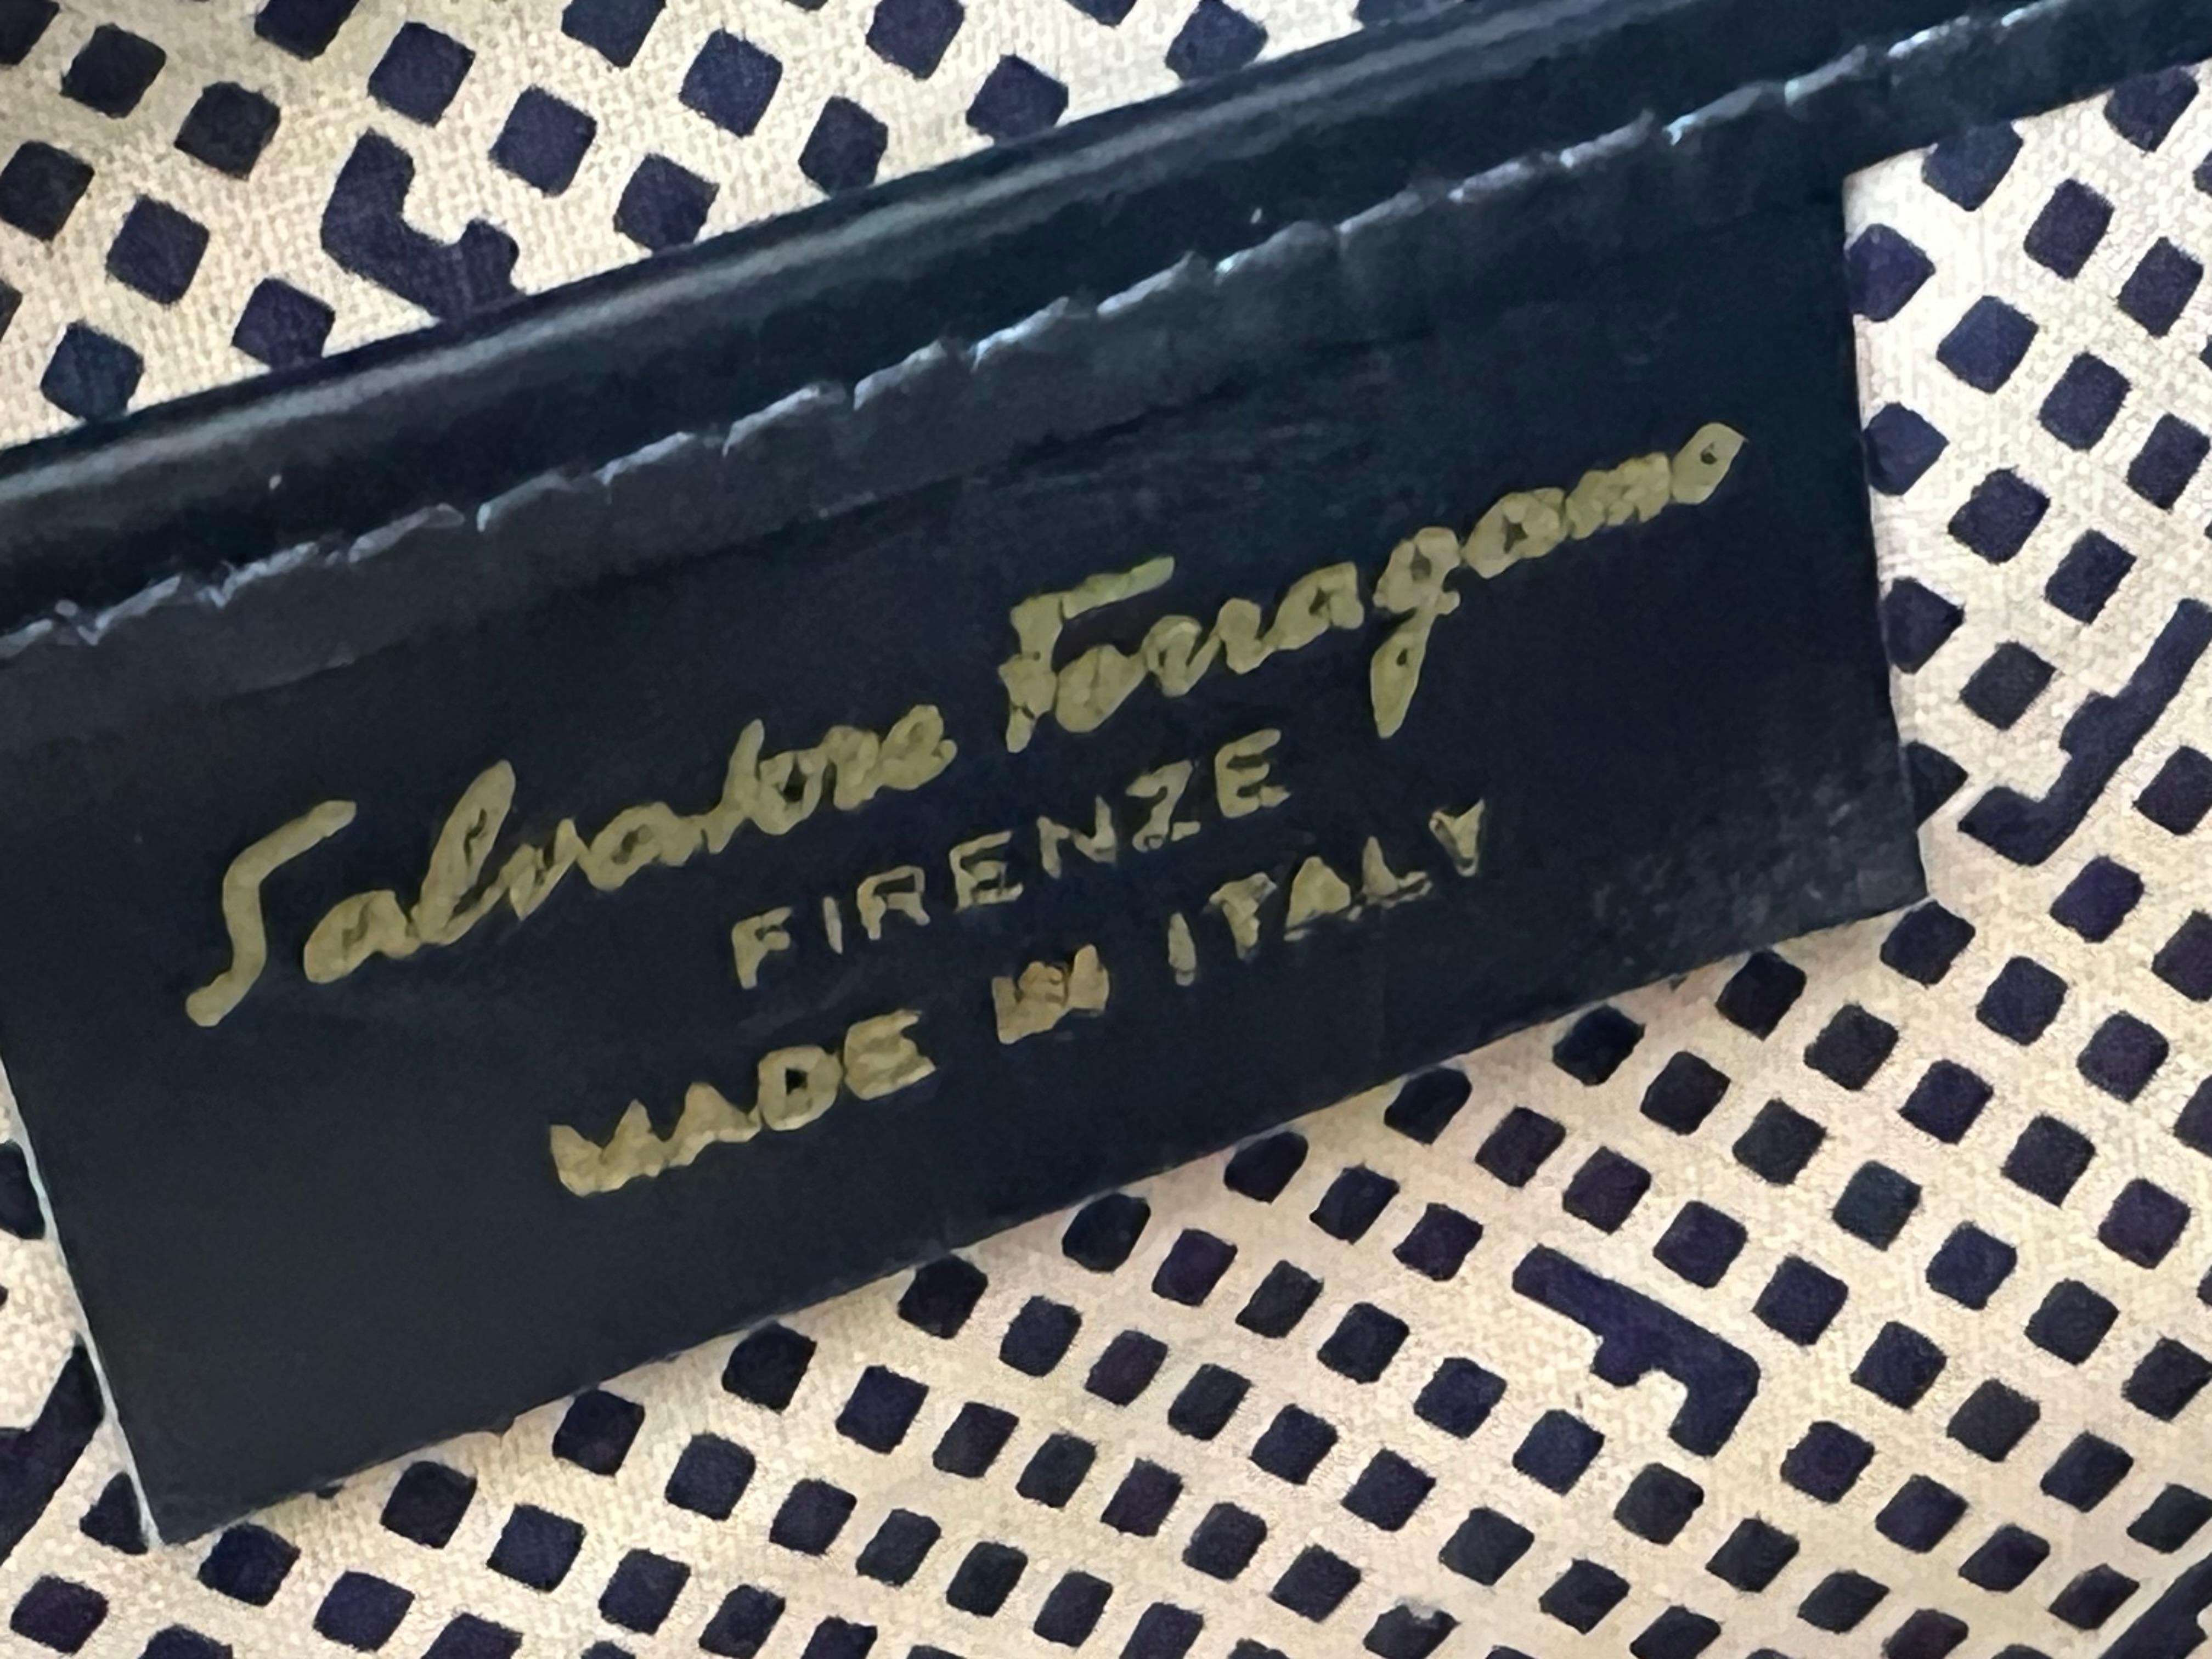 Salvatore Ferragamo
FIRENZE
MADE IN ITALY